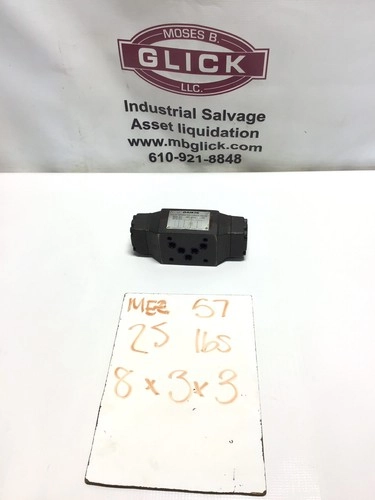 MOSES B.
GLICK
LLC.
Industrial Salvage
Asset liquidation
www.mbglick.com
610-921-8848
MEZ 57
25 lbs
8 x 3 x 3